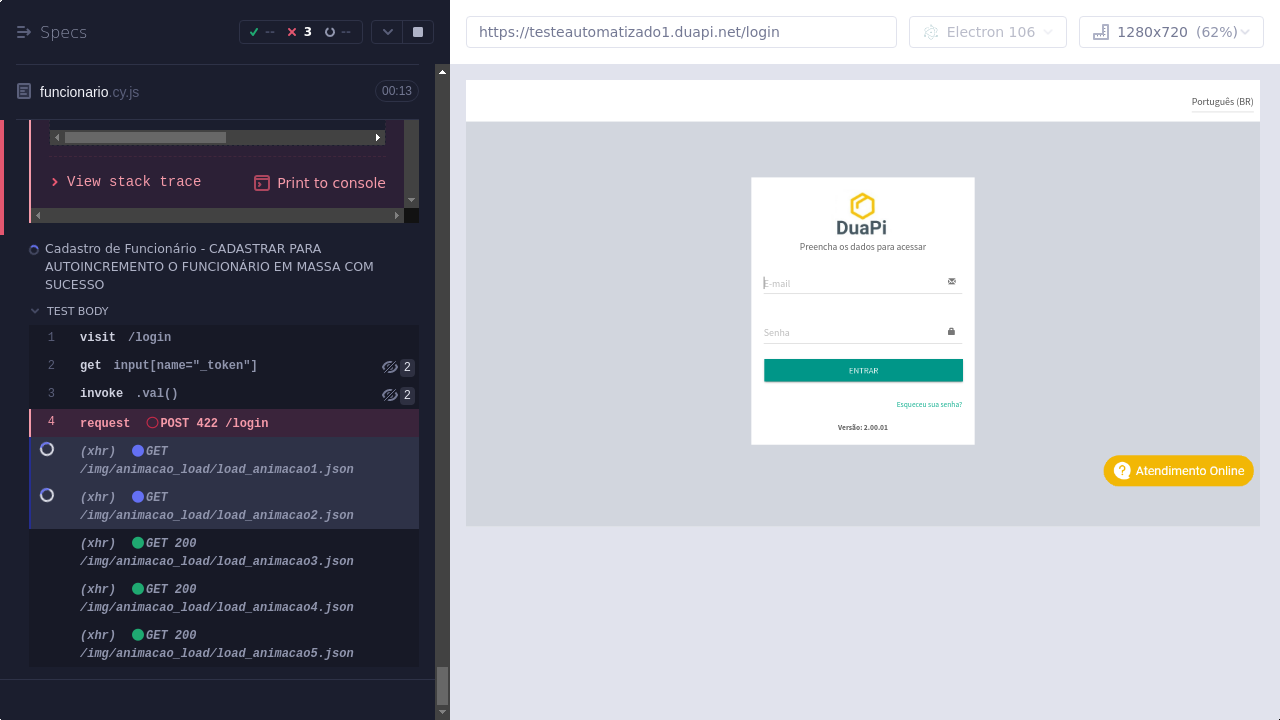 Specs
--
3
--
funcionario.cy.js
00:13
View stack trace
Print to console
Cadastro de Funcionário - CADASTRAR PARA
AUTOINCREMENTO O FUNCIONÁRIO EM MASSA COM
SUCESSO
TEST BODY
1 visit /login
2 get input[name="_token"] 2
3 invoke .val() 2
4 request POST 422 /login
(xhr) GET
/img/animacao_load/load_animacao1.json
(xhr) GET
/img/animacao_load/load_animacao2.json
(xhr) GET 200
/img/animacao_load/load_animacao3.json
(xhr) GET 200
/img/animacao_load/load_animacao4.json
(xhr) GET 200
/img/animacao_load/load_animacao5.json
https://testeautomatizado1.duapi.net/login
Electron 106
1280x720 (62%)
Português (BR)
DuaPi
Preencha os dados para acessar
E-mail
Senha
ENTRAR
Esqueceu sua senha?
Versão: 2.00.01
Atendimento Online